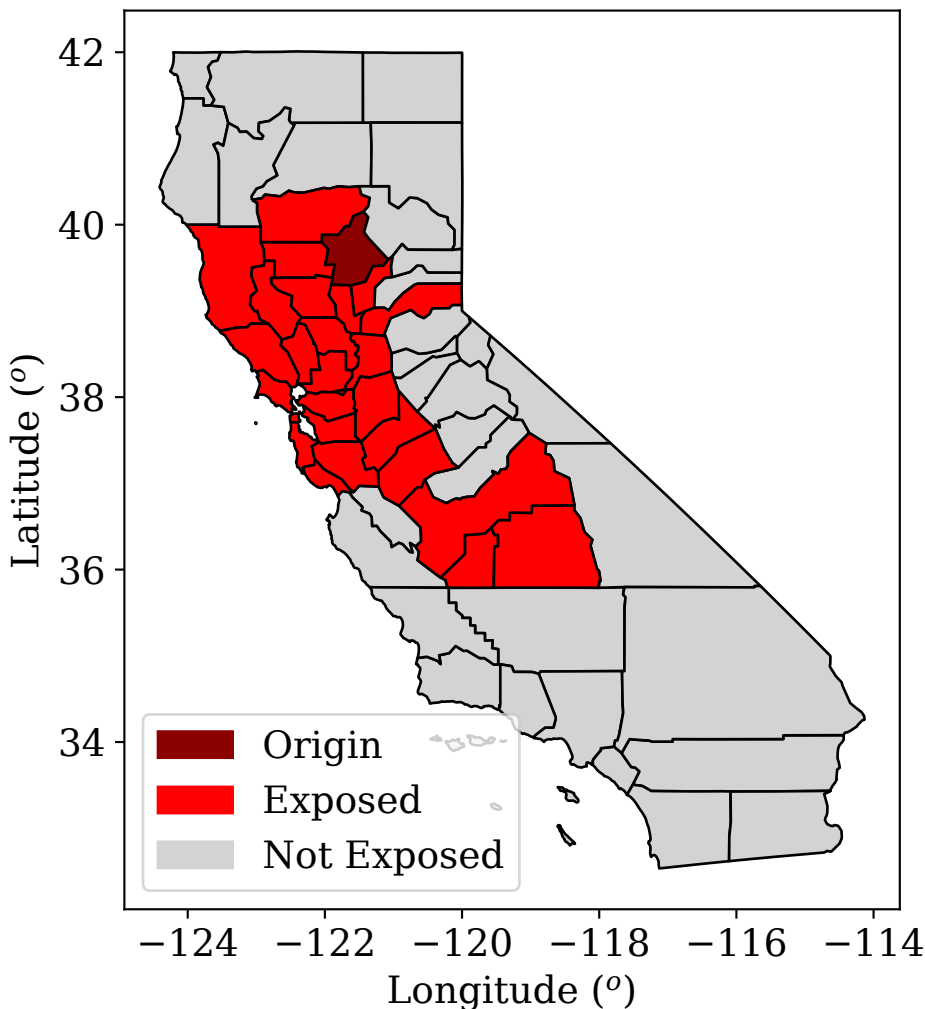 42
40
38
36
34
Latitude (°)
Origin
Exposed
Not Exposed
−124 −122 −120 −118 −116 −114
Longitude (°)